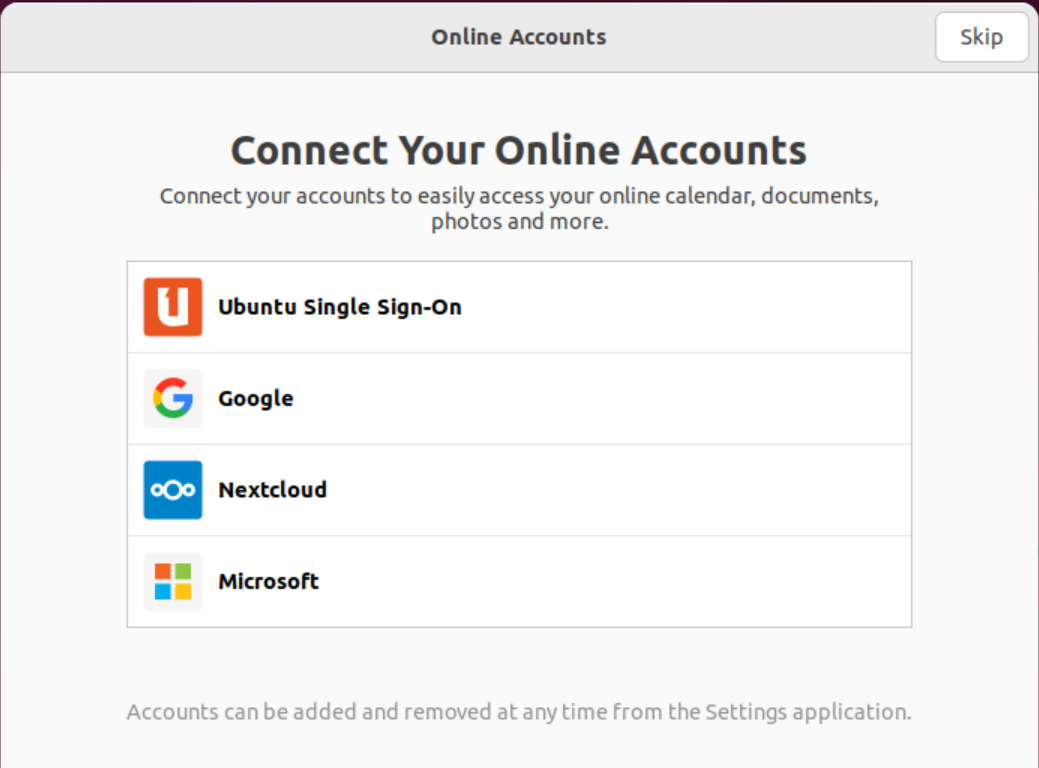 Online Accounts
Skip
Connect Your Online Accounts
Connect your accounts to easily access your online calendar, documents,
photos and more.
Ubuntu Single Sign-On
Google
Nextcloud
Microsoft
Accounts can be added and removed at any time from the Settings application.